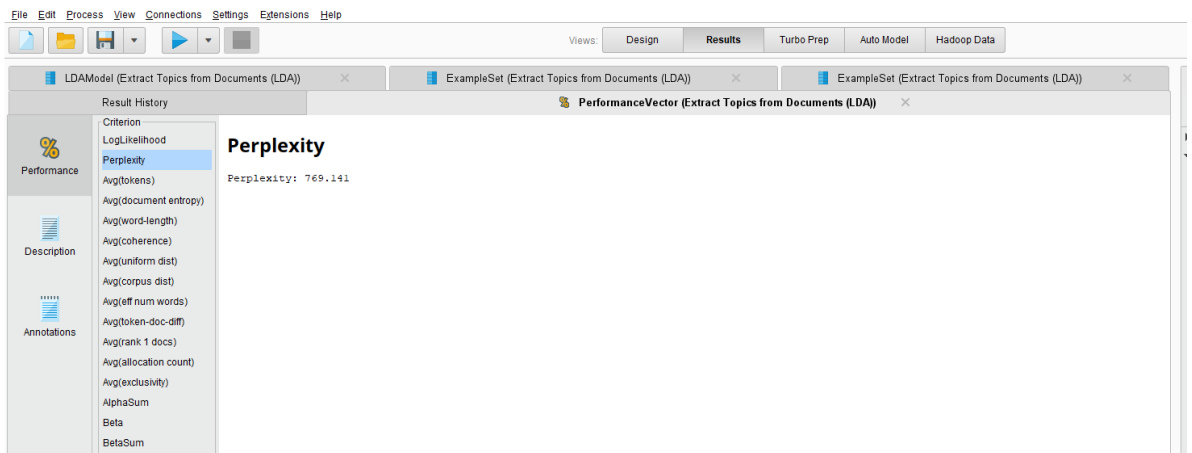 File Edit Process View Connections Settings Extensions Help
Views: Design Results Turbo Prep Auto Model Hadoop Data
LDAModel (Extract Topics from Documents (LDA)) ExampleSet (Extract Topics from Documents (LDA)) ExampleSet (Extract Topics from Documents (LDA))
Result History % PerformanceVector (Extract Topics from Documents (LDA))
%
Performance
Description
Annotations
Criterion
LogLikelihood
Perplexity
Avg(tokens)
Avg(document entropy)
Avg(word-length)
Avg(coherence)
Avg(uniform dist)
Avg(corpus dist)
Avg(eff num words)
Avg(token-doc-diff)
Avg(rank 1 docs)
Avg(allocation count)
Avg(exclusivity)
AlphaSum
Beta
BetaSum
Perplexity
Perplexity: 769.141